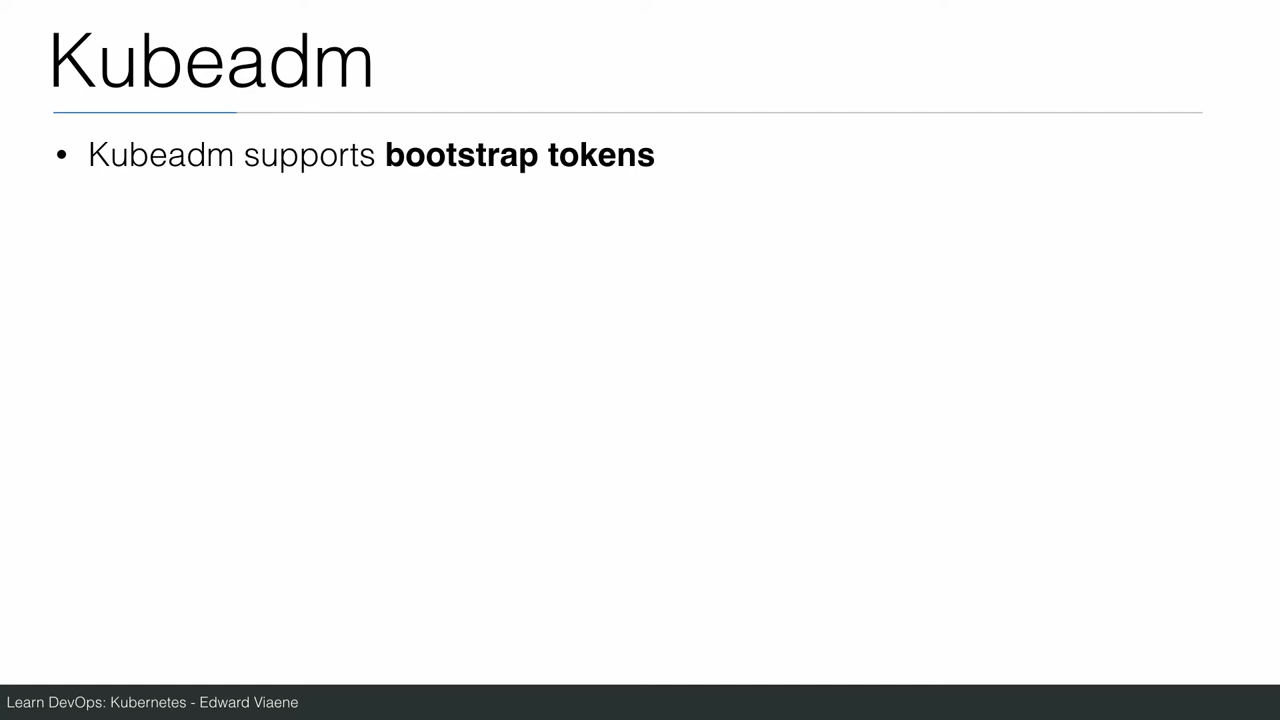 Kubeadm
• Kubeadm supports bootstrap tokens
Learn DevOps: Kubernetes - Edward Viaene